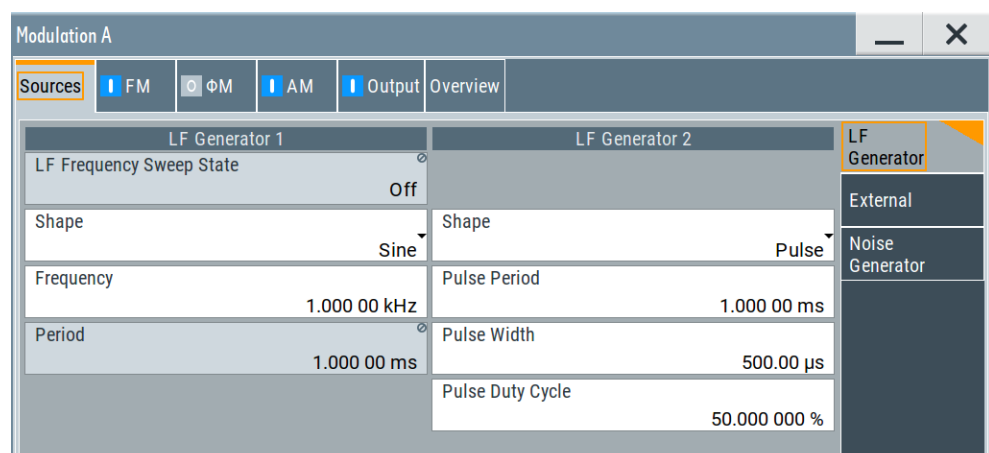 Modulation A
Sources
I FM
O ΦM
I AM
I Output
Overview
LF Generator 1
LF Frequency Sweep State
Off
Shape
Sine
Frequency
1.000 00 kHz
Period
1.000 00 ms
LF Generator 2
Shape
Pulse
Pulse Period
1.000 00 ms
Pulse Width
500.00 µs
Pulse Duty Cycle
50.000 000 %
LF
Generator
External
Noise
Generator